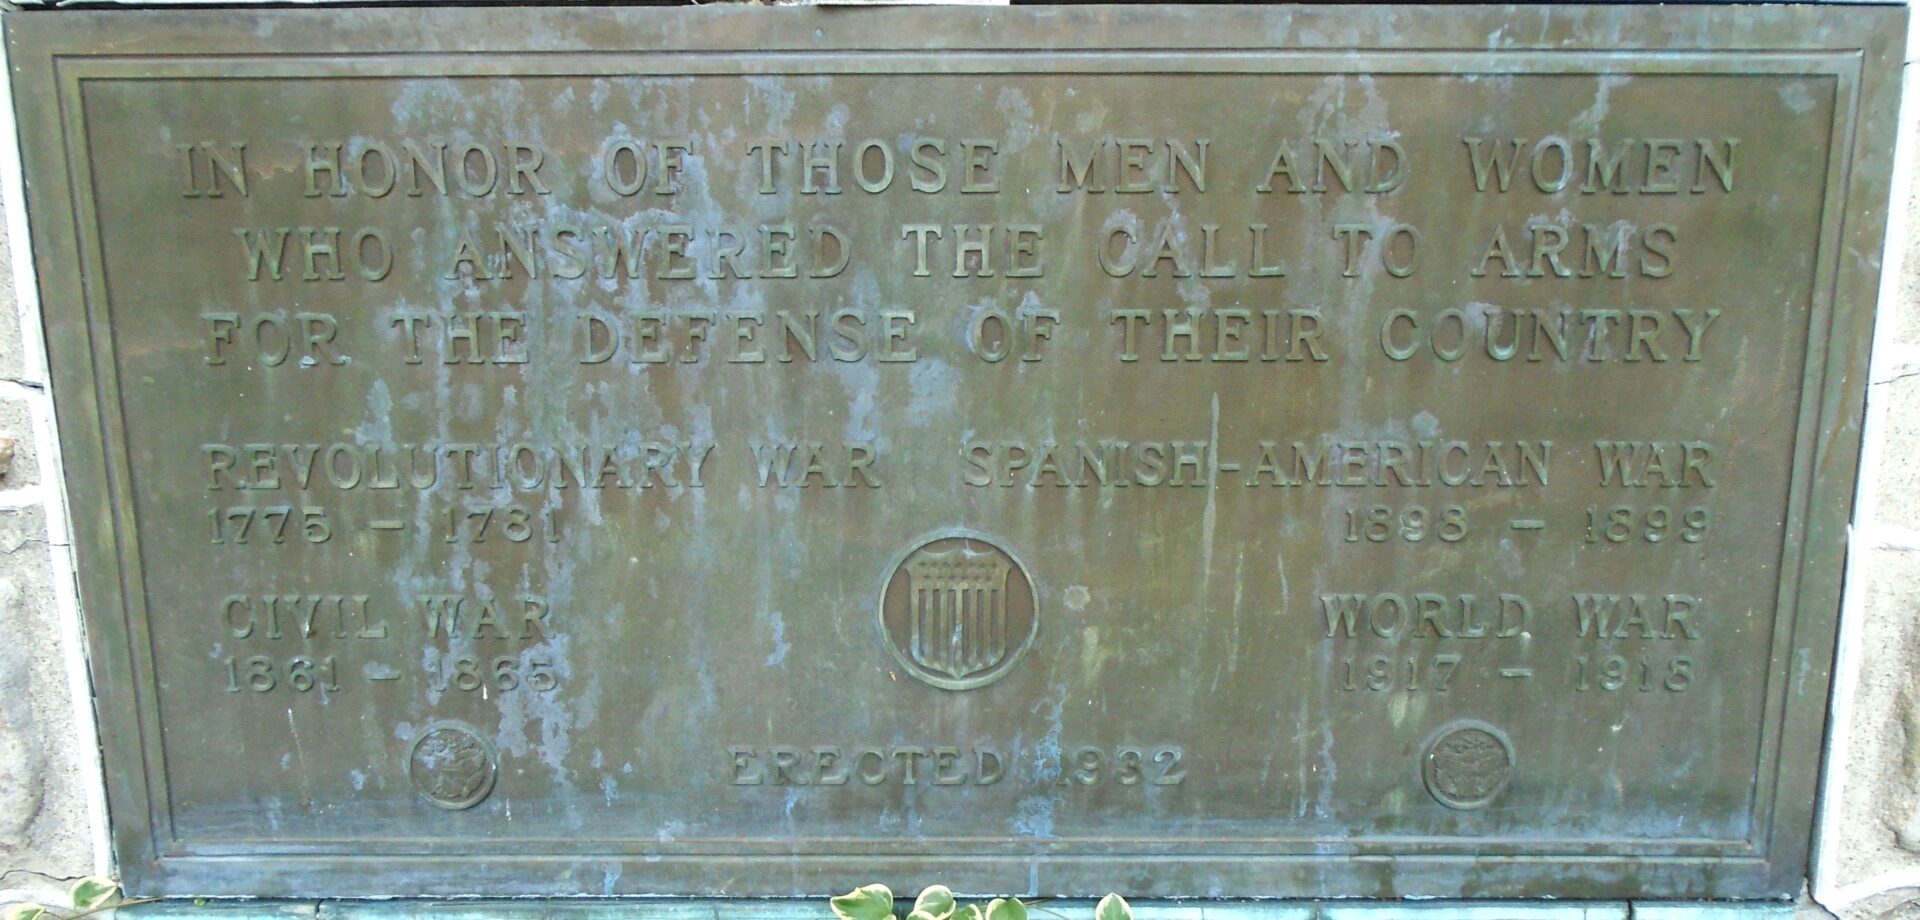 IN HONOR OF THOSE MEN AND WOMEN
WHO ANSWERED THE CALL TO ARMS
FOR THE DEFENSE OF THEIR COUNTRY
REVOLUTIONARY WAR
1775 – 1781
SPANISH-AMERICAN WAR
1898 – 1899
CIVIL WAR
1861 – 1865
WORLD WAR
1917 – 1918
ERECTED 1932